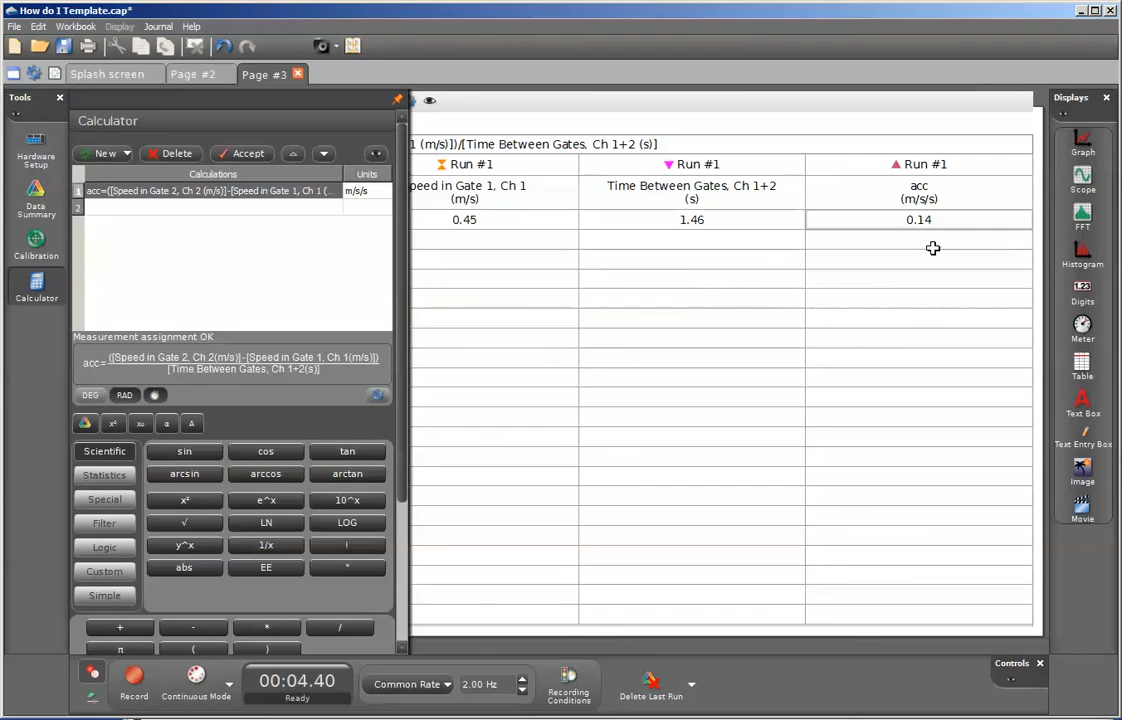 How do I Template.cap*
File Edit Workbook Display Journal Help
Splash screen Page #2 Page #3
Tools
Hardware
Setup
Data
Summary
Calibration
Calculator
Calculator
New Delete Accept
Calculations Units
1 acc=([Speed in Gate 2, Ch 2 (m/s)]-[Speed in Gate 1, Ch 1 (... m/s/s
2
Measurement assignment OK
acc= ([Speed in Gate 2, Ch 2(m/s)]-[Speed in Gate 1, Ch 1(m/s)])
[Time Between Gates, Ch 1+2(s)]
DEG RAD
x² x₀ α A
Scientific sin cos tan
Statistics arcsin arccos arctan
Special x² e^x 10^x
Filter √ LN LOG
Logic y^x 1/x !
Custom abs EE °
Simple
+ - * /
π ( )
1 (m/s)])/[Time Between Gates, Ch 1+2 (s)]
Run #1 Run #1 Run #1
peed in Gate 1, Ch 1 Time Between Gates, Ch 1+2 acc
(m/s) (s) (m/s/s)
0.45 1.46 0.14
Displays
Graph
Scope
FFT
Histogram
1.23
Digits
Meter
Table
A
Text Box
Text Entry Box
Image
Movie
Record
Continuous Mode
00:04.40
Ready
Common Rate 2.00 Hz
Recording
Conditions
Delete Last Run
Controls